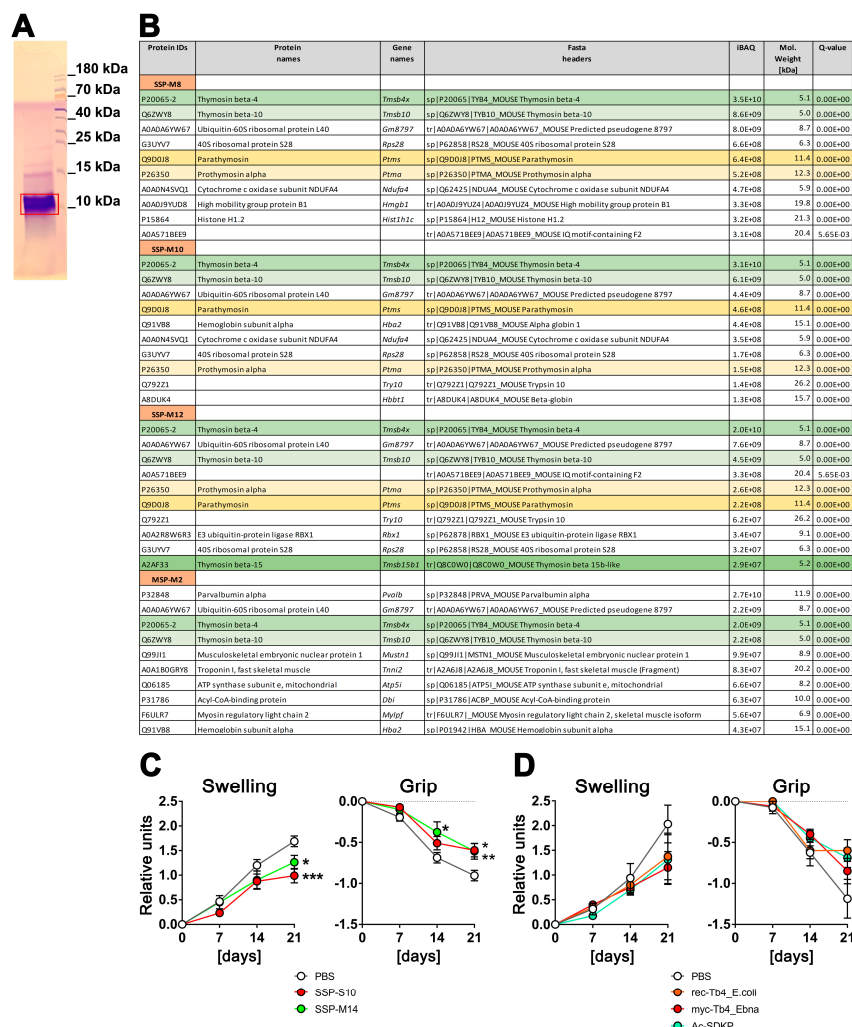 A
180 kDa
70 kDa
40 kDa
25 kDa
15 kDa
10 kDa
B
Protein IDs Protein names Gene names Fasta headers iBAQ Mol. Weight [kDa] Q-value
SSP-M8
P20065-2 Thymosin beta-4 Tmsb4x sp|P20065|TYB4_MOUSE Thymosin beta-4 3.5E+10 5.1 0.00E+00
Q6ZWY8 Thymosin beta-10 Tmsb10 sp|Q6ZWY8|TYB10_MOUSE Thymosin beta-10 8.6E+09 5.0 0.00E+00
A0A0A6YW67 Ubiquitin-60S ribosomal protein L40 Gm8797 tr|A0A0A6YW67|A0A0A6YW67_MOUSE Predicted pseudogene 8797 8.0E+09 8.7 0.00E+00
G3UYV7 40S ribosomal protein S28 Rps28 sp|P62858|RS28_MOUSE 40S ribosomal protein S28 6.6E+08 6.3 0.00E+00
Q9D0J8 Parathymosin Ptms sp|Q9D0J8|PTMS_MOUSE Parathymosin 6.4E+08 11.4 0.00E+00
P26350 Prothymosin alpha Ptma sp|P26350|PTMA_MOUSE Prothymosin alpha 5.2E+08 12.3 0.00E+00
A0A0N4SVQ1 Cytochrome c oxidase subunit NDUFA4 Ndufa4 sp|Q62425|NDUA4_MOUSE Cytochrome c oxidase subunit NDUFA4 4.7E+08 5.9 0.00E+00
A0A0J9YUD8 High mobility group protein B1 Hmgb1 tr|A0A0J9YUZ4|A0A0J9YUZ4_MOUSE High mobility group protein B1 3.3E+08 19.8 0.00E+00
P15864 Histone H1.2 Hist1h1c sp|P15864|H12_MOUSE Histone H1.2 3.2E+08 21.3 0.00E+00
A0A571BEE9 tr|A0A571BEE9|A0A571BEE9_MOUSE IQ motif-containing F2 3.1E+08 20.4 5.65E-03
SSP-M10
P20065-2 Thymosin beta-4 Tmsb4x sp|P20065|TYB4_MOUSE Thymosin beta-4 3.1E+10 5.1 0.00E+00
Q6ZWY8 Thymosin beta-10 Tmsb10 sp|Q6ZWY8|TYB10_MOUSE Thymosin beta-10 6.1E+09 5.0 0.00E+00
A0A0A6YW67 Ubiquitin-60S ribosomal protein L40 Gm8797 tr|A0A0A6YW67|A0A0A6YW67_MOUSE Predicted pseudogene 8797 4.4E+09 8.7 0.00E+00
Q9D0J8 Parathymosin Ptms sp|Q9D0J8|PTMS_MOUSE Parathymosin 4.6E+08 11.4 0.00E+00
Q91VB8 Hemoglobin subunit alpha Hba2 sp|Q91VB8|Q91VB8_MOUSE Alpha globin 1 4.4E+08 15.1 0.00E+00
A0A0N4SVQ1 Cytochrome c oxidase subunit NDUFA4 Ndufa4 sp|Q62425|NDUA4_MOUSE Cytochrome c oxidase subunit NDUFA4 3.5E+08 5.9 0.00E+00
G3UYV7 40S ribosomal protein S28 Rps28 sp|P62858|RS28_MOUSE 40S ribosomal protein S28 1.7E+08 6.3 0.00E+00
P26350 Prothymosin alpha Ptma sp|P26350|PTMA_MOUSE Prothymosin alpha 1.5E+08 12.3 0.00E+00
Q792Z1 Try10 tr|Q792Z1|Q792Z1_MOUSE Trypsin 10 1.4E+08 26.2 0.00E+00
A8DUK4 Hbbt1 tr|A8DUK4|A8DUK4_MOUSE Beta-globin 1.3E+08 15.7 0.00E+00
SSP-M12
P20065-2 Thymosin beta-4 Tmsb4x sp|P20065|TYB4_MOUSE Thymosin beta-4 2.0E+10 5.1 0.00E+00
A0A0A6YW67 Ubiquitin-60S ribosomal protein L40 Gm8797 tr|A0A0A6YW67|A0A0A6YW67_MOUSE Predicted pseudogene 8797 7.6E+09 8.7 0.00E+00
Q6ZWY8 Thymosin beta-10 Tmsb10 sp|Q6ZWY8|TYB10_MOUSE Thymosin beta-10 4.5E+09 5.0 0.00E+00
A0A571BEE9 tr|A0A571BEE9|A0A571BEE9_MOUSE IQ motif-containing F2 3.3E+08 20.4 5.65E-03
P26350 Prothymosin alpha Ptma sp|P26350|PTMA_MOUSE Prothymosin alpha 2.6E+08 12.3 0.00E+00
Q9D0J8 Parathymosin Ptms sp|Q9D0J8|PTMS_MOUSE Parathymosin 2.2E+08 11.4 0.00E+00
Q792Z1 Try10 tr|Q792Z1|Q792Z1_MOUSE Trypsin 10 6.2E+07 26.2 0.00E+00
A0A2R8W6R3 E3 ubiquitin-protein ligase RBX1 Rbx1 sp|P62878|RBX1_MOUSE E3 ubiquitin-protein ligase RBX1 3.4E+07 9.1 0.00E+00
G3UYV7 40S ribosomal protein S28 Rps28 sp|P62858|RS28_MOUSE 40S ribosomal protein S28 3.2E+07 6.3 0.00E+00
A2AF33 Thymosin beta-15 Tmsb15b1 tr|Q8C0W0|Q8C0W0_MOUSE Thymosin beta 15b-like 2.9E+07 5.2 0.00E+00
MSP-M2
P32848 Parvalbumin alpha Pvalb sp|P32848|PRVA_MOUSE Parvalbumin alpha 2.7E+10 11.9 0.00E+00
A0A0A6YW67 Ubiquitin-60S ribosomal protein L40 Gm8797 tr|A0A0A6YW67|A0A0A6YW67_MOUSE Predicted pseudogene 8797 2.2E+09 8.7 0.00E+00
P20065-2 Thymosin beta-4 Tmsb4x sp|P20065|TYB4_MOUSE Thymosin beta-4 2.0E+09 5.1 0.00E+00
Q6ZWY8 Thymosin beta-10 Tmsb10 sp|Q6ZWY8|TYB10_MOUSE Thymosin beta-10 2.2E+08 5.0 0.00E+00
Q99JI1 Musculoskeletal embryonic nuclear protein 1 Mustn1 sp|Q99JI1|MSTN1_MOUSE Musculoskeletal embryonic nuclear protein 1 9.9E+07 8.9 0.00E+00
A0A1B0GRY8 Troponin I, fast skeletal muscle Tnni2 tr|A2A6J8|A2A6J8_MOUSE Troponin I, fast skeletal muscle (Fragment) 8.3E+07 20.2 0.00E+00
Q06185 ATP synthase subunit e, mitochondrial Atp5i sp|Q06185|ATP5I_MOUSE ATP synthase subunit e, mitochondrial 6.6E+07 8.2 0.00E+00
P31786 Acyl-CoA-binding protein Dbi sp|P31786|ACBP_MOUSE Acyl-CoA-binding protein 6.3E+07 10.0 0.00E+00
F6ULR7 Myosin regulatory light chain 2 Mylpf tr|F6ULR7|_MOUSE Myosin regulatory light chain 2, skeletal muscle isoform 5.6E+07 6.9 0.00E+00
Q91VB8 Hemoglobin subunit alpha Hba2 sp|P01942|HBA_MOUSE Hemoglobin subunit alpha 4.3E+07 15.1 0.00E+00
C
Swelling
Relative units
2.5
2.0
1.5
1.0
0.5
0.0
0 7 14 21
[days]
*
***
Grip
0.0
-0.5
-1.0
-1.5
0 7 14 21
[days]
*
*
**
PBS
SSP-S10
SSP-M14
D
Swelling
Relative units
2.5
2.0
1.5
1.0
0.5
0.0
0 7 14 21
[days]
Grip
0.0
-0.5
-1.0
-1.5
0 7 14 21
[days]
PBS
rec-Tb4_E.coli
myc-Tb4_Ebna
Ac-SDKP